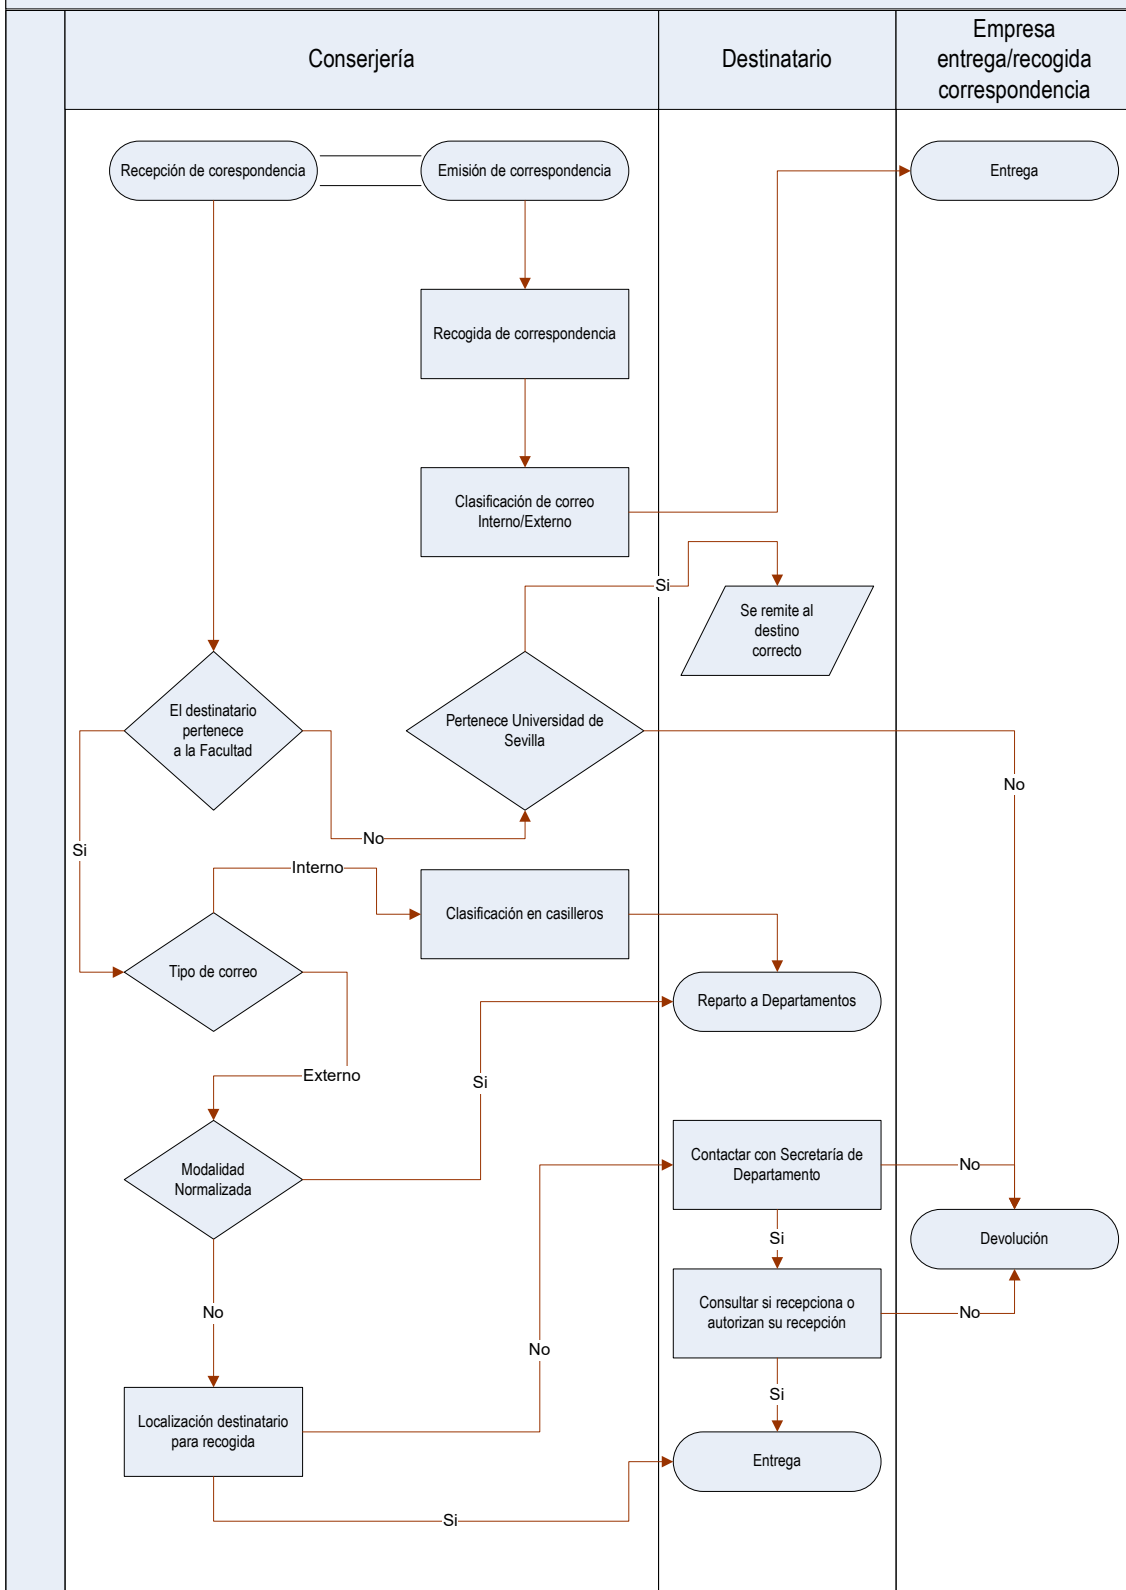 Conserjería
Destinatario
Empresa
entrega/recogida
correspondencia
Recepción de corespondencia
Emisión de correspondencia
Entrega
Recogida de correspondencia
Clasificación de correo
Interno/Externo
Si
Se remite al
destino
correcto
El destinatario
pertenece
a la Facultad
Pertenece Universidad de
Sevilla
No
No
Si
Interno
Clasificación en casilleros
Tipo de correo
Reparto a Departamentos
Externo
Si
Modalidad
Normalizada
Contactar con Secretaría de
Departamento
No
Si
Devolución
Consultar si recepciona o
autorizan su recepción
No
No
No
Si
Localización destinatario
para recogida
Entrega
Si